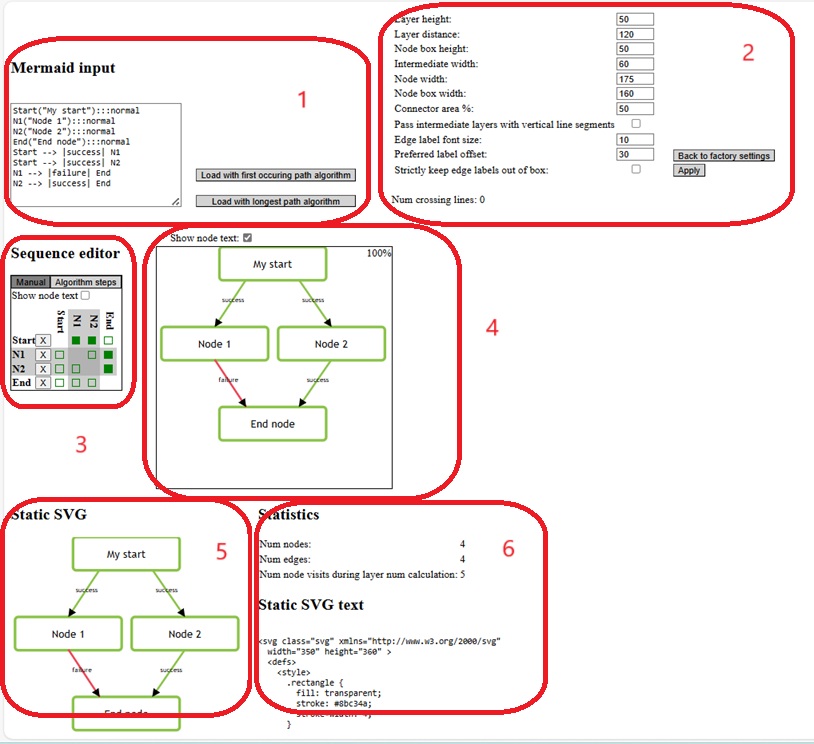 Mermaid input
Start("My start"):::normal
N1("Node 1"):::normal
N2("Node 2"):::normal
End("End node"):::normal
Start --> |success| N1
Start --> |success| N2
N1 --> |failure| End
N2 --> |success| End
Load with first occuring path algorithm
Load with longest path algorithm
1
Layer height: 50
Layer distance: 120
Node box height: 50
Intermediate width: 60
Node width: 175
Node box width: 160
Connector area %: 50
Pass intermediate layers with vertical line segments
Edge label font size: 10
Preferred label offset: 30
Back to factory settings
Strictly keep edge labels out of box:
Apply
Num crossing lines: 0
2
Sequence editor
Manual Algorithm steps
Show node text
Start N1 N2 End
Start X
N1 X
N2 X
End X
3
Show node text:
100%
My start
success success
Node 1 Node 2
failure success
End node
4
Static SVG
My start
success success
Node 1 Node 2
failure success
End node
5
Statistics
Num nodes: 4
Num edges: 4
Num node visits during layer num calculation: 5
6
Static SVG text
<svg class="svg" xmlns="http://www.w3.org/2000/svg"
width="350" height="360" >
<defs>
<style>
.rectangle {
fill: transparent;
stroke: #8bc34a;
stroke-width: 4;
}